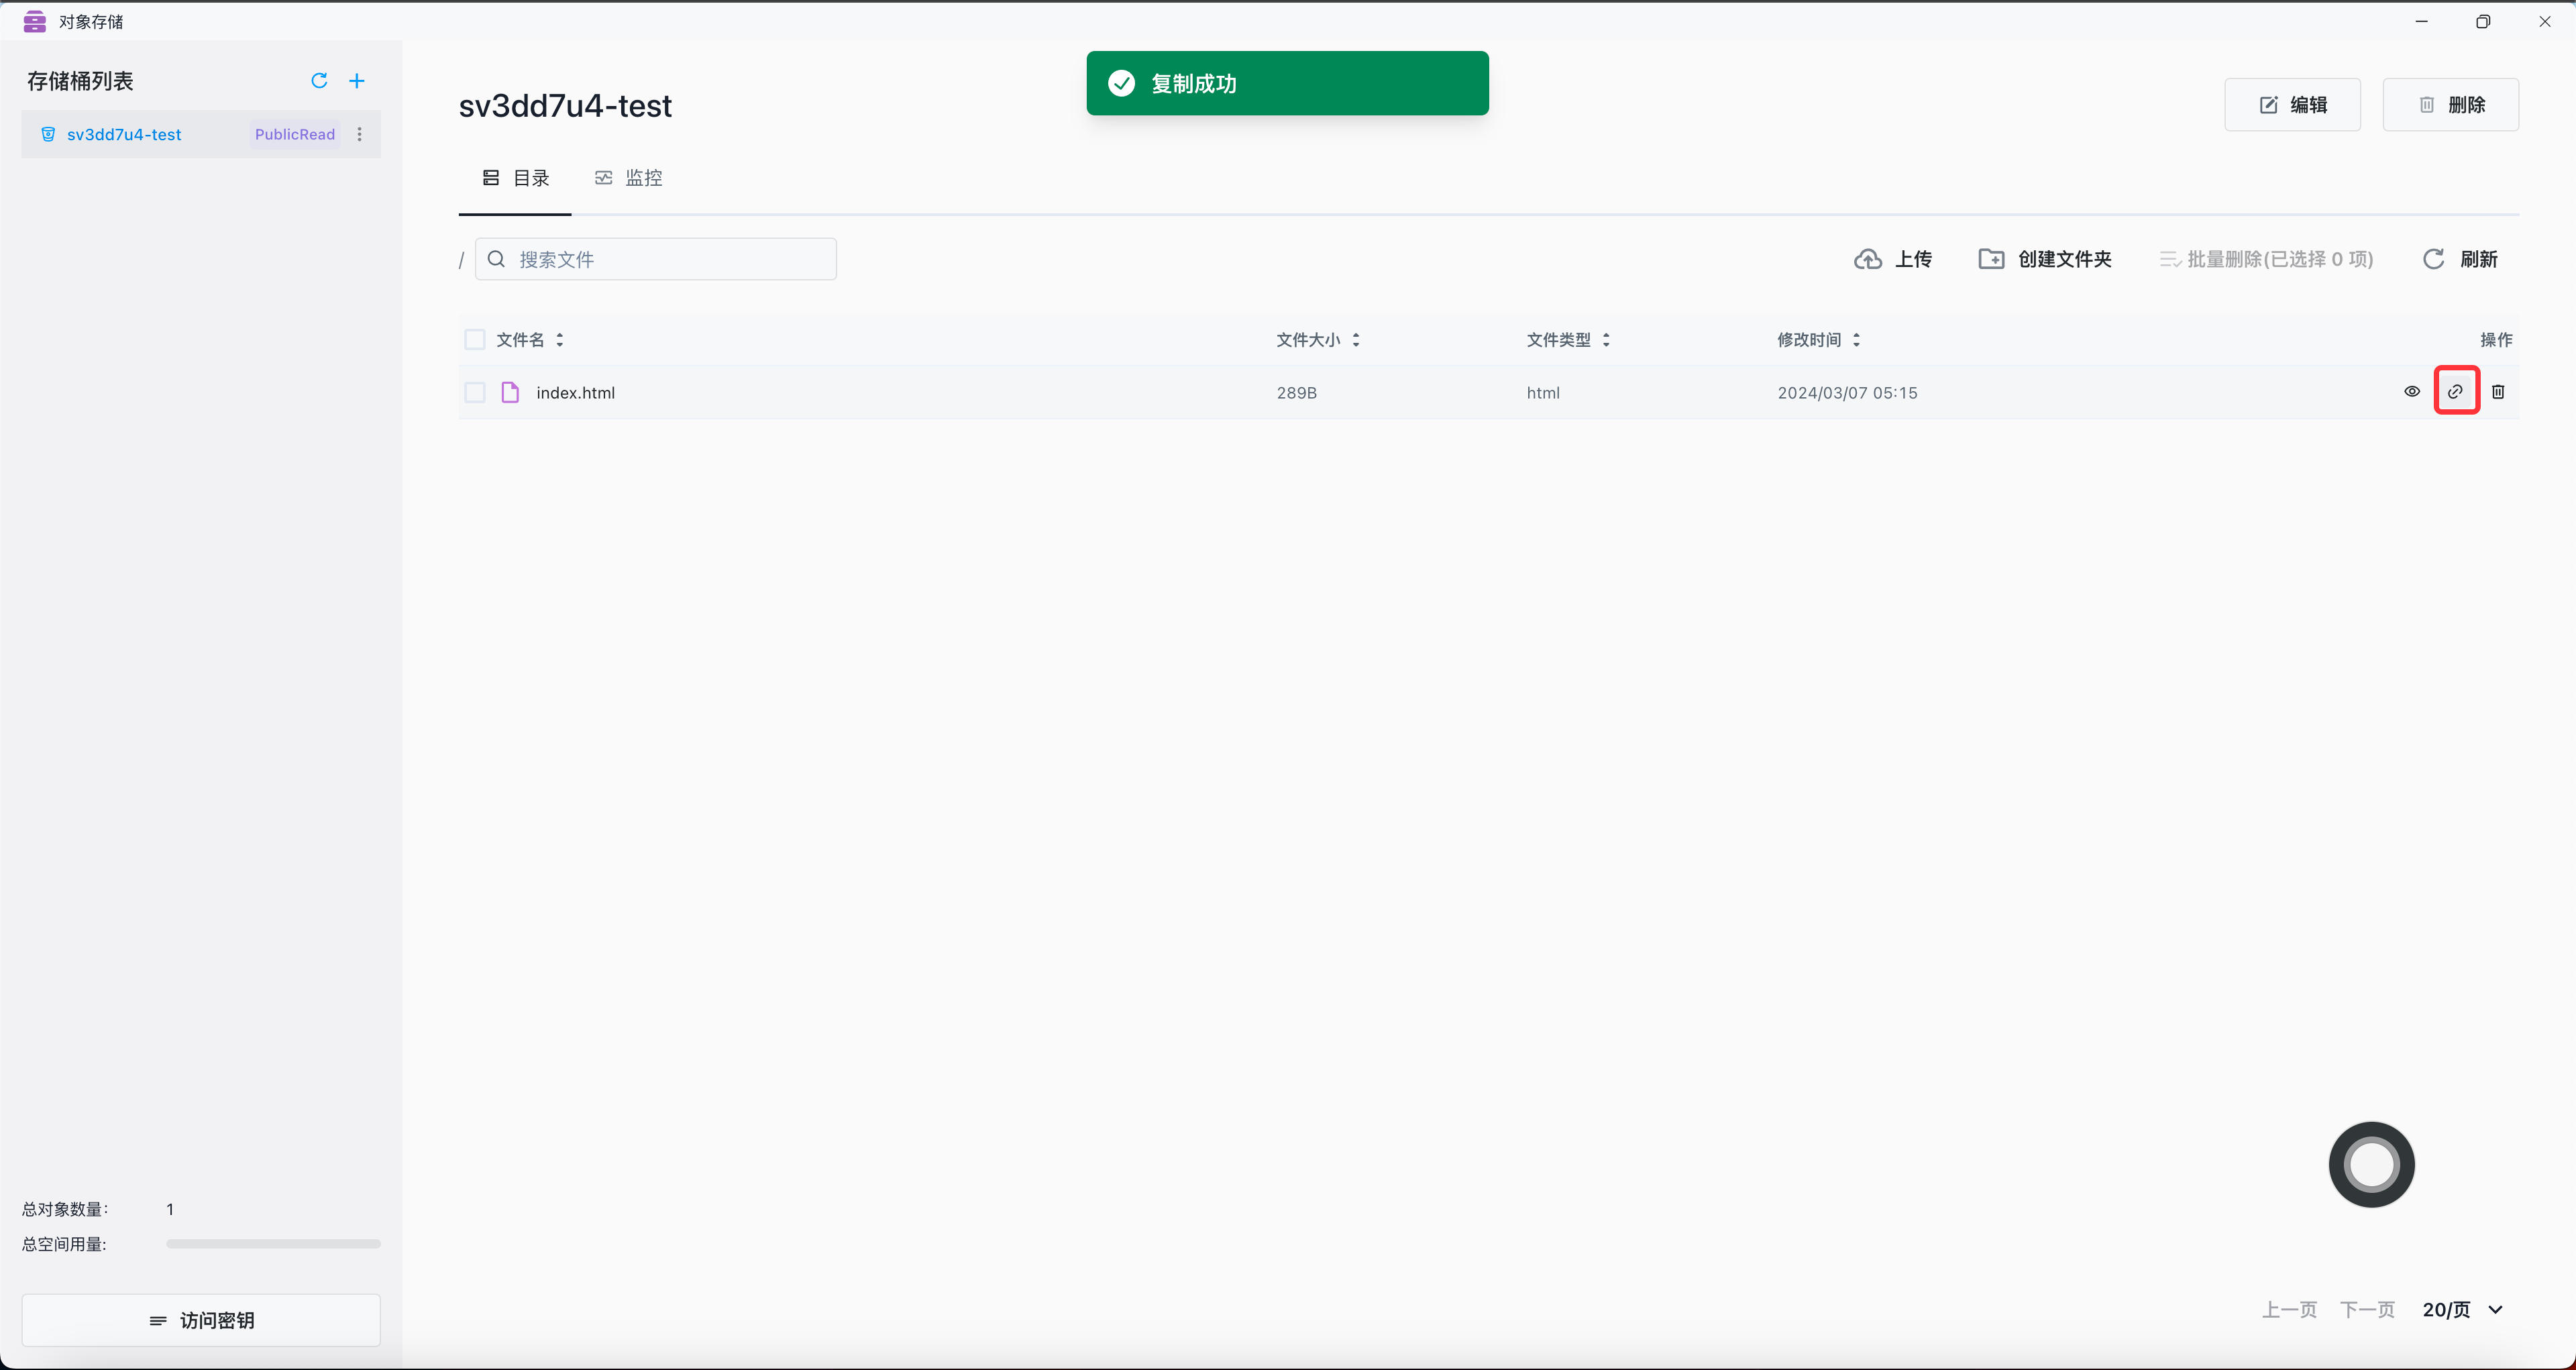 对象存储
存储桶列表
sv3dd7u4-test PublicRead
总对象数量: 1
总空间用量:
访问密钥
复制成功
sv3dd7u4-test
编辑 删除
目录 监控
/ 搜索文件 上传 创建文件夹 批量删除(已选择 0 项) 刷新
文件名 文件大小 文件类型 修改时间 操作
index.html 289B html 2024/03/07 05:15
上一页 下一页 20/页